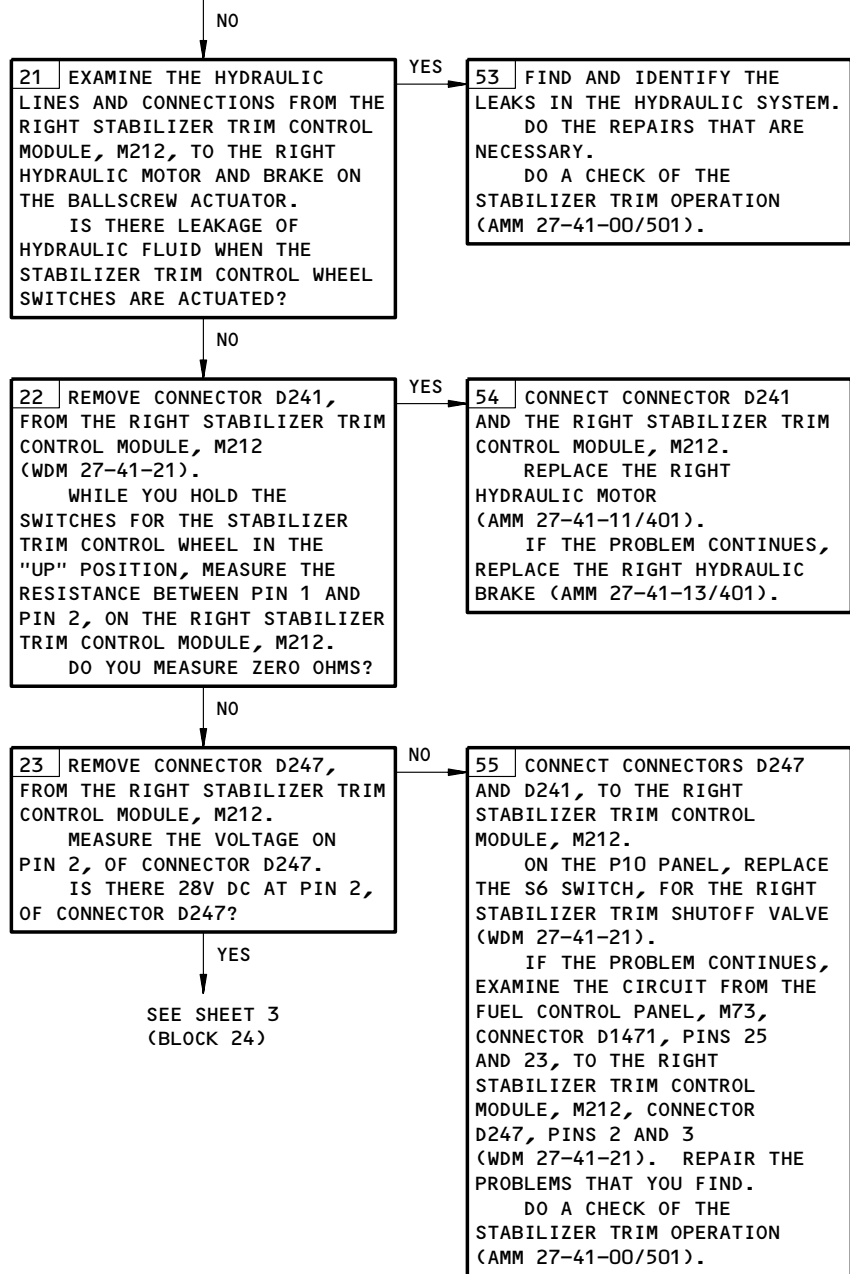 NO
21 EXAMINE THE HYDRAULIC
LINES AND CONNECTIONS FROM THE
RIGHT STABILIZER TRIM CONTROL
MODULE, M212, TO THE RIGHT
HYDRAULIC MOTOR AND BRAKE ON
THE BALLSCREW ACTUATOR.
IS THERE LEAKAGE OF
HYDRAULIC FLUID WHEN THE
STABILIZER TRIM CONTROL WHEEL
SWITCHES ARE ACTUATED?
YES
53 FIND AND IDENTIFY THE
LEAKS IN THE HYDRAULIC SYSTEM.
DO THE REPAIRS THAT ARE
NECESSARY.
DO A CHECK OF THE
STABILIZER TRIM OPERATION
(AMM 27-41-00/501).
NO
22 REMOVE CONNECTOR D241,
FROM THE RIGHT STABILIZER TRIM
CONTROL MODULE, M212
(WDM 27-41-21).
WHILE YOU HOLD THE
SWITCHES FOR THE STABILIZER
TRIM CONTROL WHEEL IN THE
"UP" POSITION, MEASURE THE
RESISTANCE BETWEEN PIN 1 AND
PIN 2, ON THE RIGHT STABILIZER
TRIM CONTROL MODULE, M212.
DO YOU MEASURE ZERO OHMS?
YES
54 CONNECT CONNECTOR D241
AND THE RIGHT STABILIZER TRIM
CONTROL MODULE, M212.
REPLACE THE RIGHT
HYDRAULIC MOTOR
(AMM 27-41-11/401).
IF THE PROBLEM CONTINUES,
REPLACE THE RIGHT HYDRAULIC
BRAKE (AMM 27-41-13/401).
NO
23 REMOVE CONNECTOR D247,
FROM THE RIGHT STABILIZER TRIM
CONTROL MODULE, M212.
MEASURE THE VOLTAGE ON
PIN 2, OF CONNECTOR D247.
IS THERE 28V DC AT PIN 2,
OF CONNECTOR D247?
NO
55 CONNECT CONNECTORS D247
AND D241, TO THE RIGHT
STABILIZER TRIM CONTROL
MODULE, M212.
ON THE P10 PANEL, REPLACE
THE S6 SWITCH, FOR THE RIGHT
STABILIZER TRIM SHUTOFF VALVE
(WDM 27-41-21).
IF THE PROBLEM CONTINUES,
EXAMINE THE CIRCUIT FROM THE
FUEL CONTROL PANEL, M73,
CONNECTOR D1471, PINS 25
AND 23, TO THE RIGHT
STABILIZER TRIM CONTROL
MODULE, M212, CONNECTOR
D247, PINS 2 AND 3
(WDM 27-41-21). REPAIR THE
PROBLEMS THAT YOU FIND.
DO A CHECK OF THE
STABILIZER TRIM OPERATION
(AMM 27-41-00/501).
YES
SEE SHEET 3
(BLOCK 24)